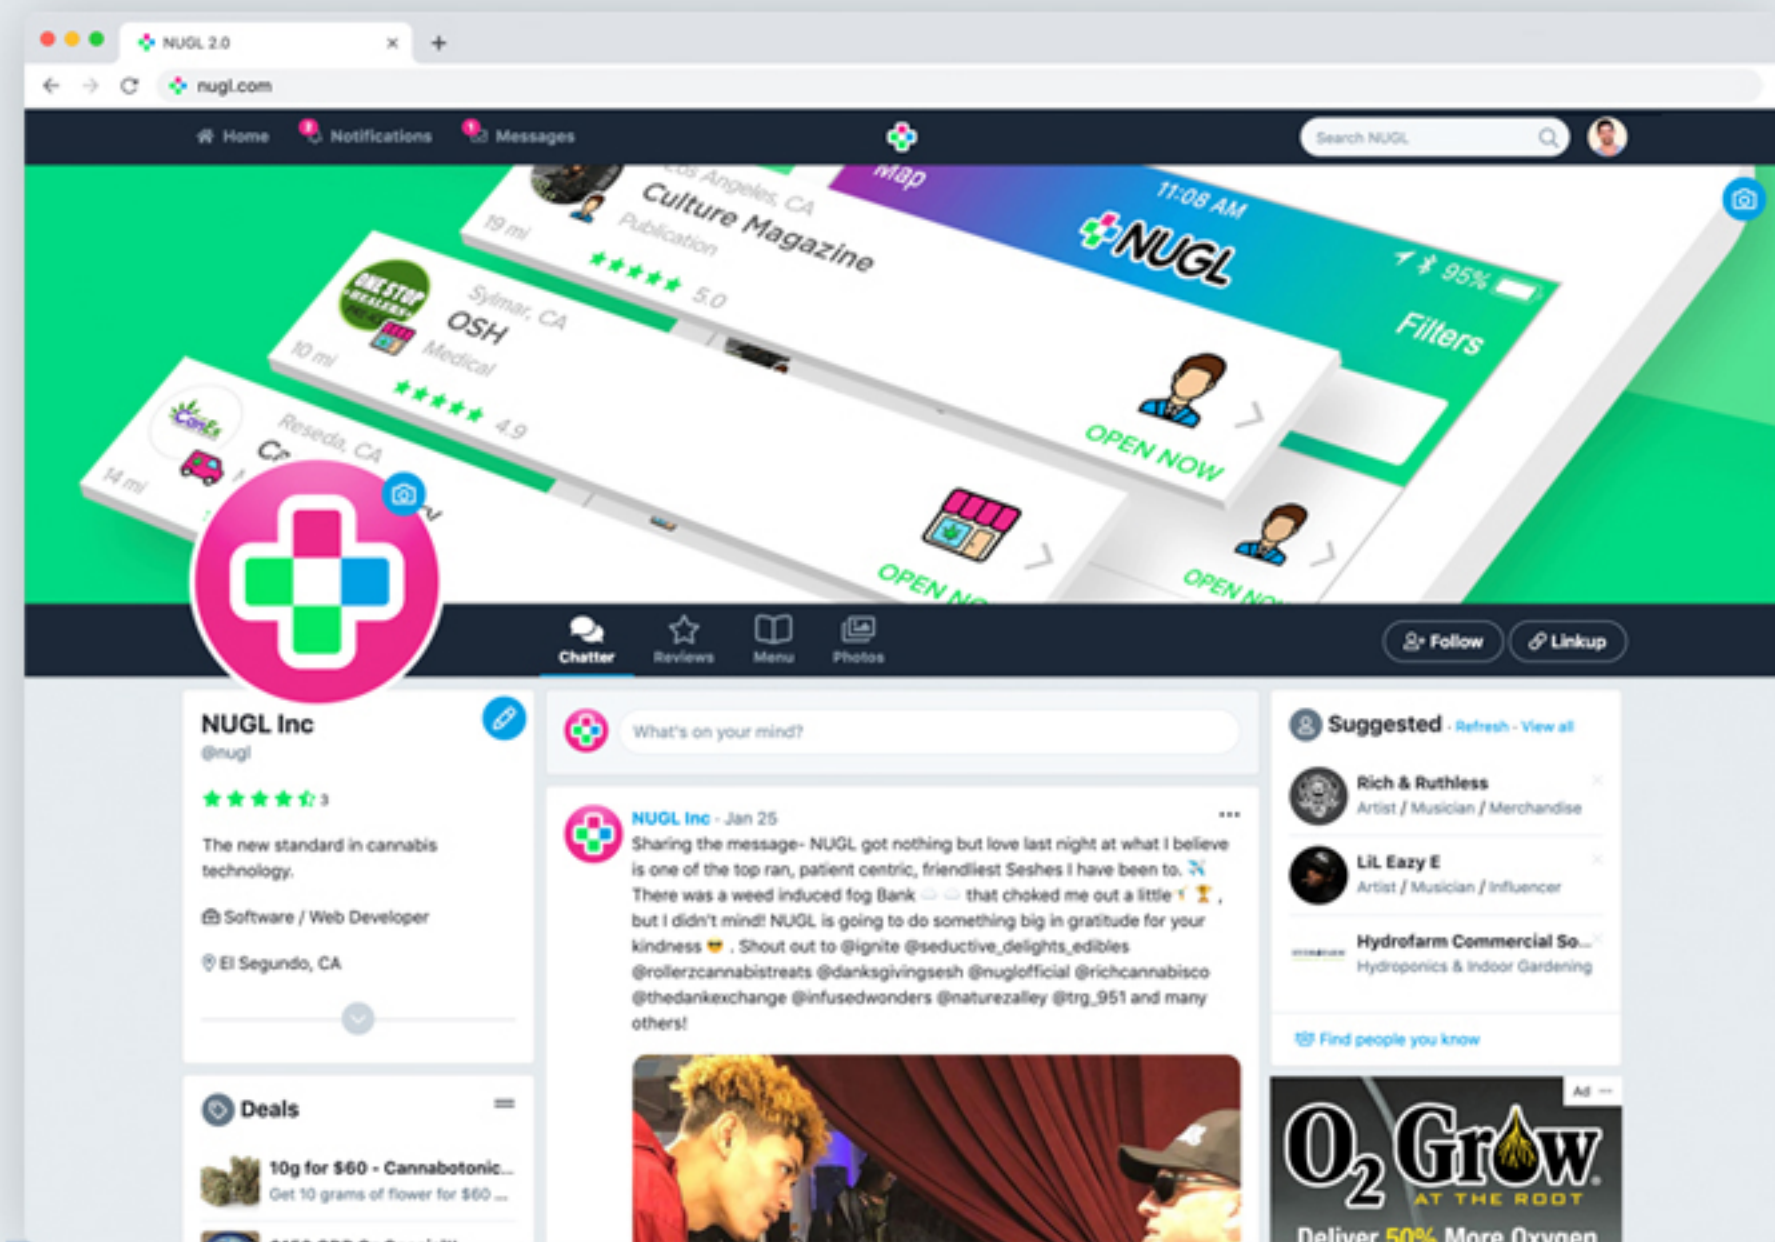 NUGL 2.0
nugl.com
Home
Notifications
Messages
Search NUGL
Los Angeles, CA
Culture Magazine
Publication
19 mi
5.0
Map
11:08 AM
NUGL
95%
Filters
ONE STOP
Sylmar, CA
OSH
Medical
10 mi
4.9
OPEN NOW
CanEx
Reseda, CA
14 mi
OPEN NO
OPEN NOW
Chatter
Reviews
Menu
Photos
Follow
Linkup
NUGL Inc
@nugl
3
The new standard in cannabis
technology.
Software / Web Developer
El Segundo, CA
Deals
10g for $60 - Cannabotonic...
Get 10 grams of flower for $60 ...
What's on your mind?
NUGL Inc - Jan 25
Sharing the message- NUGL got nothing but love last night at what I believe
is one of the top ran, patient centric, friendliest Seshes I have been to.
There was a weed induced fog Bank that choked me out a little ,
but I didn't mind! NUGL is going to do something big in gratitude for your
kindness . Shout out to @ignite @seductive_delights_edibles
@rollerzcannabistreats @danksgivingsesh @nuglofficial @richcannabisco
@thedankexchange @infusedwonders @naturezalley @trg_951 and many
others!
Suggested - Refresh - View all
Rich & Ruthless
Artist / Musician / Merchandise
LiL Eazy E
Artist / Musician / Influencer
Hydrofarm Commercial So...
Hydroponics & Indoor Gardening
Find people you know
Ad
O2 Grow
AT THE ROOT
Deliver 50% More Oxygen